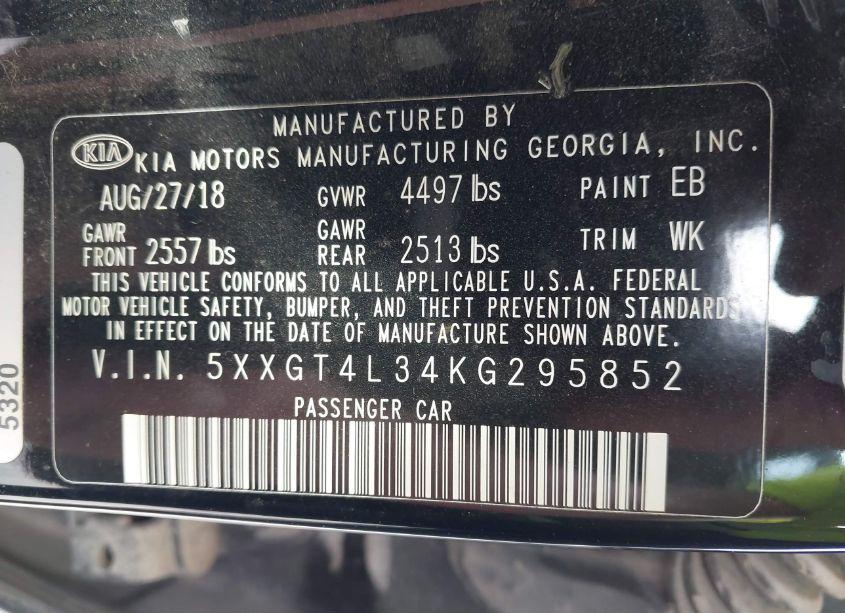 MANUFACTURED BY
KIA KIA MOTORS MANUFACTURING GEORGIA, INC.
AUG/27/18 GVWR 4497 lbs PAINT EB
GAWR FRONT 2557 lbs GAWR REAR 2513 lbs TRIM WK
THIS VEHICLE CONFORMS TO ALL APPLICABLE U.S.A. FEDERAL
MOTOR VEHICLE SAFETY, BUMPER, AND THEFT PREVENTION STANDARDS
IN EFFECT ON THE DATE OF MANUFACTURE SHOWN ABOVE.
V.I.N. 5XXGT4L34KG295852
PASSENGER CAR
5320